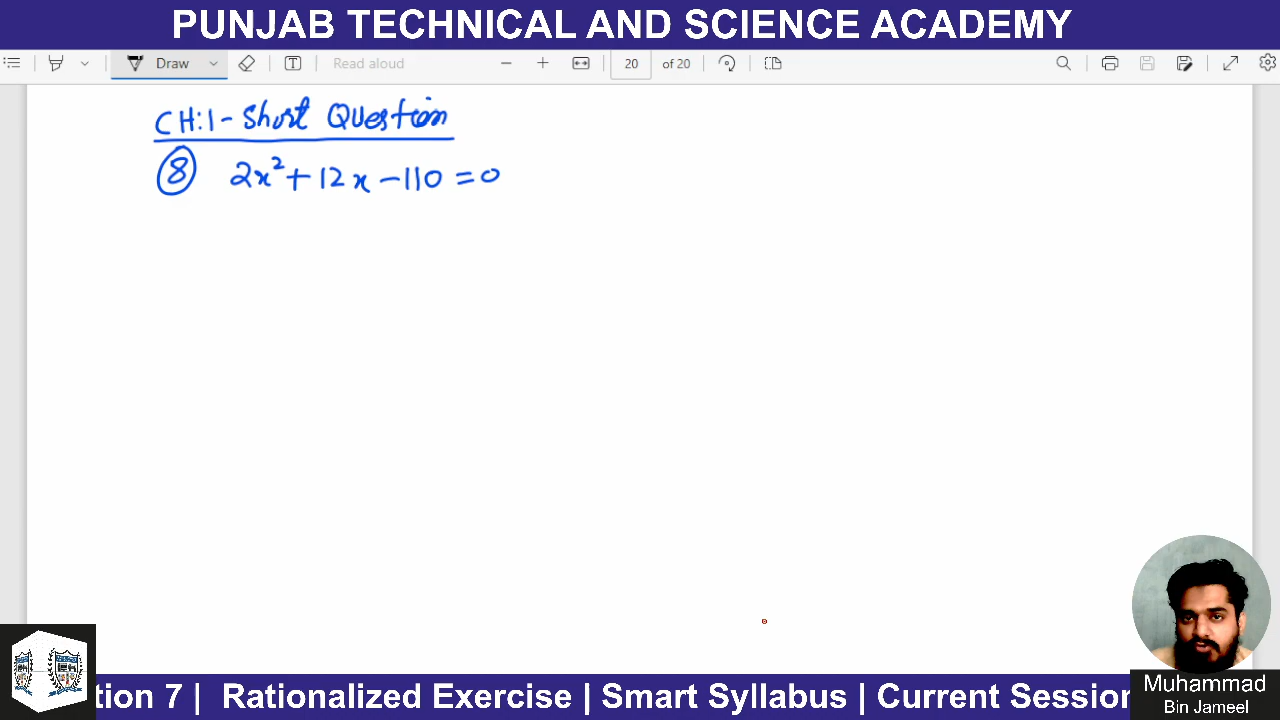 PUNJAB TECHNICAL AND SCIENCE ACADEMY
Draw
Read aloud
20 of 20
CH:1- Short Question
8 2x²+12x-110=0
Muhammad
Bin Jameel
tion 7 | Rationalized Exercise | Smart Syllabus | Current Session